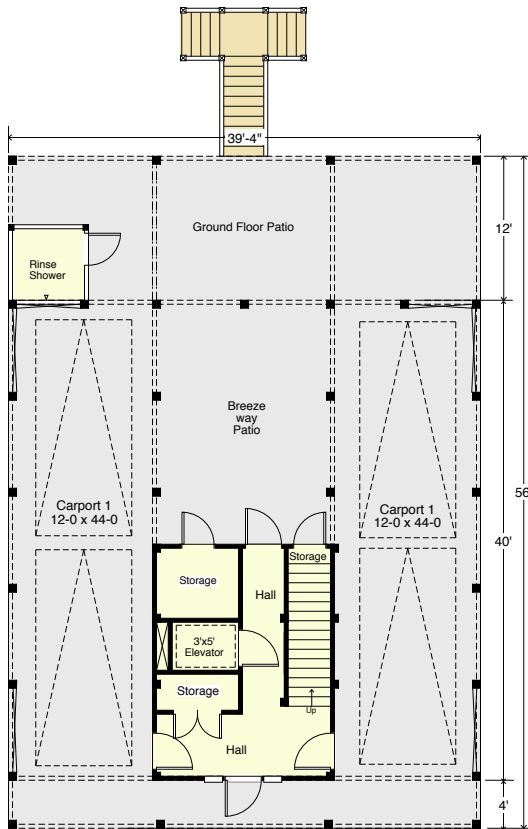 39'-4"
Ground Floor Patio
12'
Rinse
Shower
Breeze
way
Patio
56'
Carport 1
12-0 x 44-0
Carport 1
12-0 x 44-0
40'
Storage
Storage
Hall
3'x5'
Elevator
Storage
Up
Hall
4'